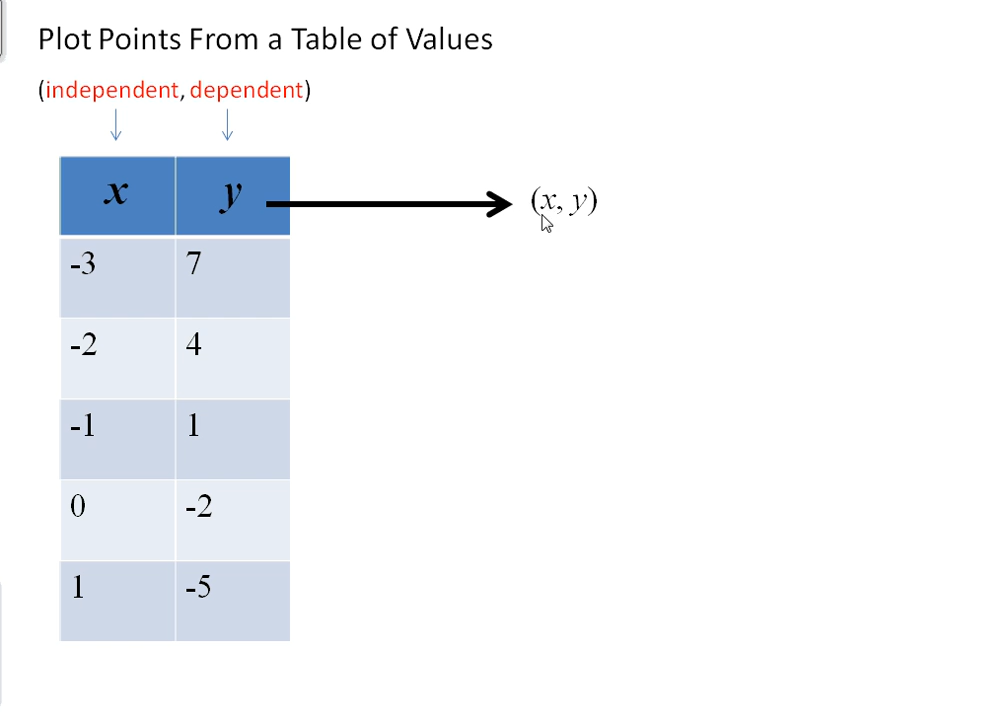 Plot Points From a Table of Values
(independent, dependent)
x y (x, y)
-3 7
-2 4
-1 1
0 -2
1 -5